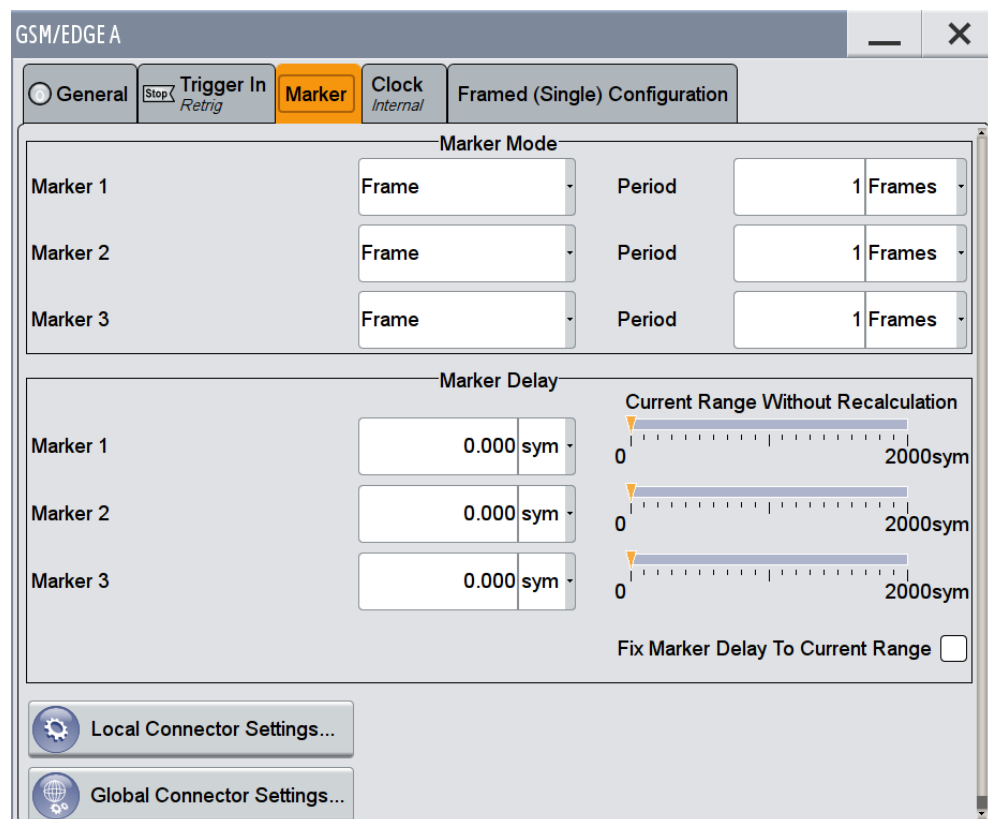 GSM/EDGE A
General
Stop Trigger In
Retrig
Marker
Clock
Internal
Framed (Single) Configuration
Marker Mode
Marker 1 Frame Period 1 Frames
Marker 2 Frame Period 1 Frames
Marker 3 Frame Period 1 Frames
Marker Delay
Current Range Without Recalculation
Marker 1 0.000 sym 0 2000sym
Marker 2 0.000 sym 0 2000sym
Marker 3 0.000 sym 0 2000sym
Fix Marker Delay To Current Range
Local Connector Settings...
Global Connector Settings...